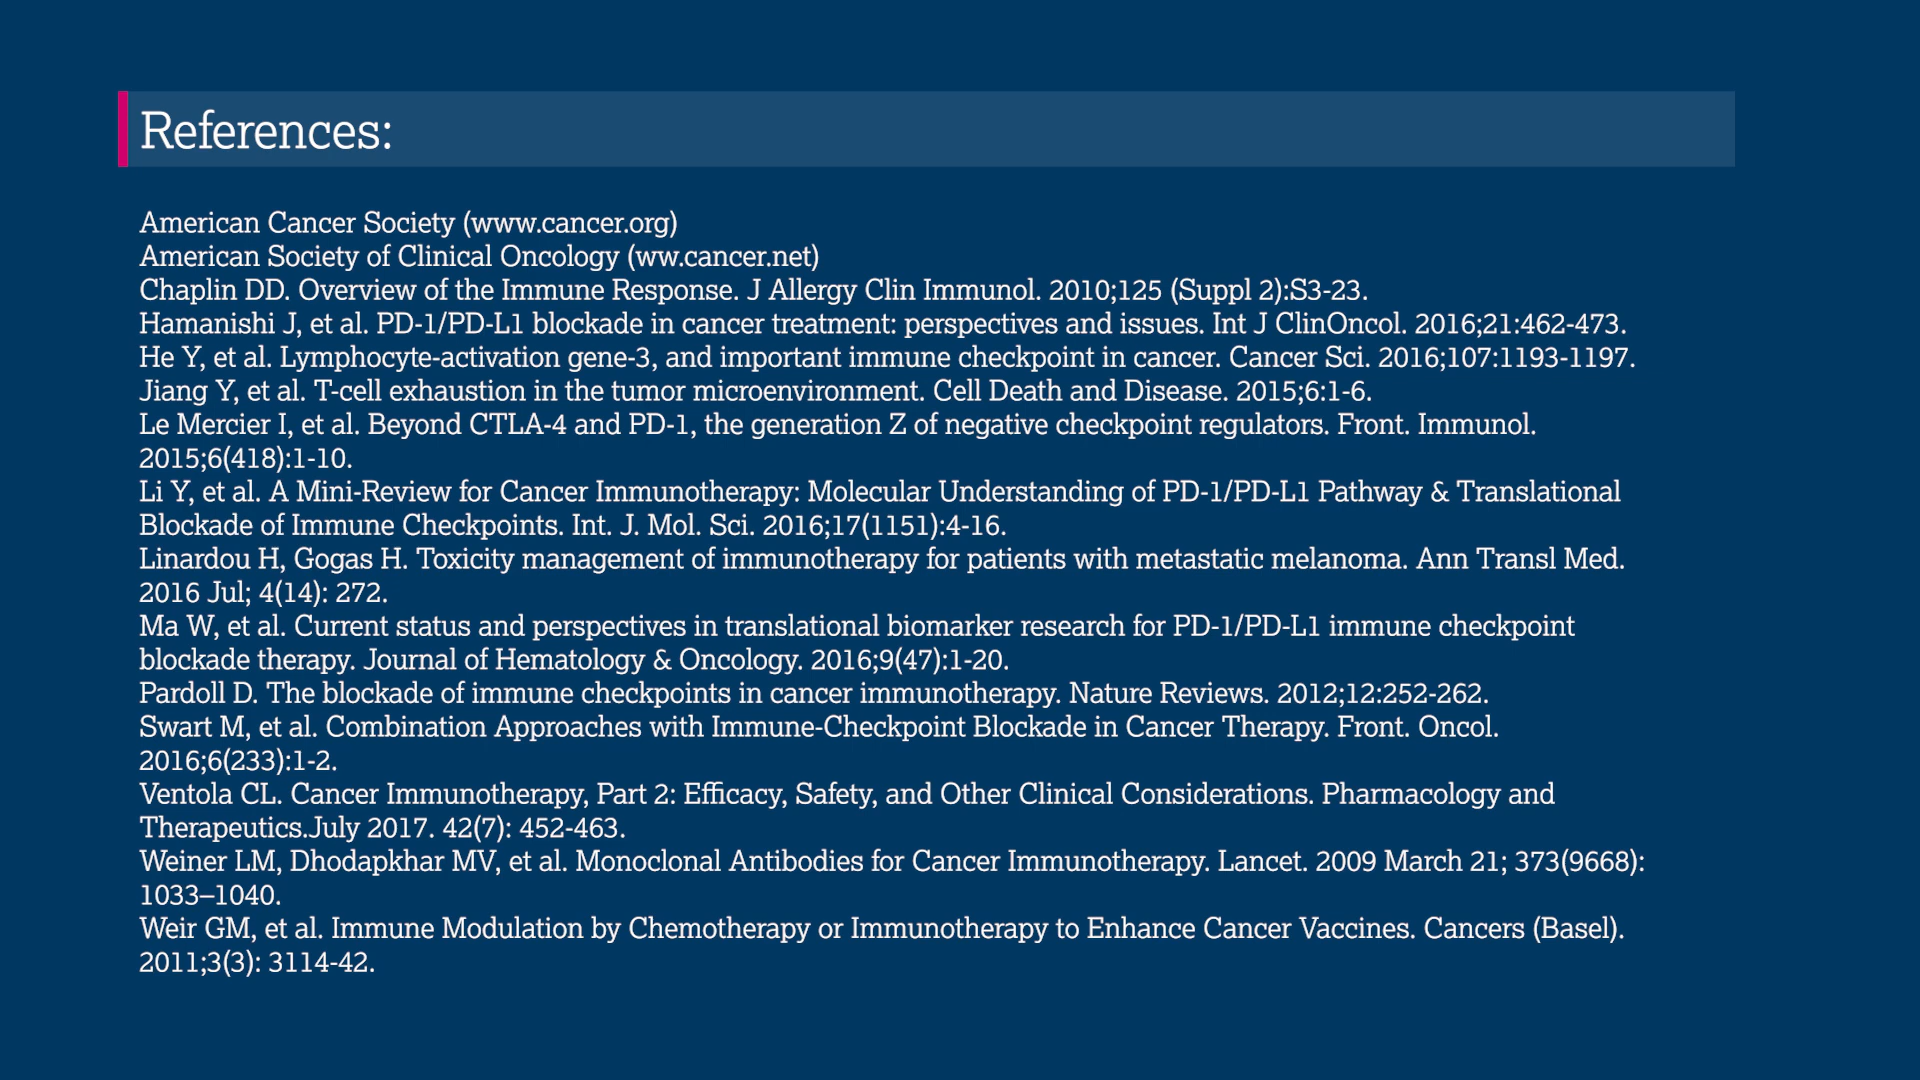 References:
American Cancer Society (www.cancer.org)
American Society of Clinical Oncology (ww.cancer.net)
Chaplin DD. Overview of the Immune Response. J Allergy Clin Immunol. 2010;125 (Suppl 2):S3-23.
Hamanishi J, et al. PD-1/PD-L1 blockade in cancer treatment: perspectives and issues. Int J ClinOncol. 2016;21:462-473.
He Y, et al. Lymphocyte-activation gene-3, and important immune checkpoint in cancer. Cancer Sci. 2016;107:1193-1197.
Jiang Y, et al. T-cell exhaustion in the tumor microenvironment. Cell Death and Disease. 2015;6:1-6.
Le Mercier I, et al. Beyond CTLA-4 and PD-1, the generation Z of negative checkpoint regulators. Front. Immunol.
2015;6(418):1-10.
Li Y, et al. A Mini-Review for Cancer Immunotherapy: Molecular Understanding of PD-1/PD-L1 Pathway & Translational
Blockade of Immune Checkpoints. Int. J. Mol. Sci. 2016;17(1151):4-16.
Linardou H, Gogas H. Toxicity management of immunotherapy for patients with metastatic melanoma. Ann Transl Med.
2016 Jul; 4(14): 272.
Ma W, et al. Current status and perspectives in translational biomarker research for PD-1/PD-L1 immune checkpoint
blockade therapy. Journal of Hematology & Oncology. 2016;9(47):1-20.
Pardoll D. The blockade of immune checkpoints in cancer immunotherapy. Nature Reviews. 2012;12:252-262.
Swart M, et al. Combination Approaches with Immune-Checkpoint Blockade in Cancer Therapy. Front. Oncol.
2016;6(233):1-2.
Ventola CL. Cancer Immunotherapy, Part 2: Efficacy, Safety, and Other Clinical Considerations. Pharmacology and
Therapeutics.July 2017. 42(7): 452-463.
Weiner LM, Dhodapkhar MV, et al. Monoclonal Antibodies for Cancer Immunotherapy. Lancet. 2009 March 21; 373(9668):
1033–1040.
Weir GM, et al. Immune Modulation by Chemotherapy or Immunotherapy to Enhance Cancer Vaccines. Cancers (Basel).
2011;3(3): 3114-42.